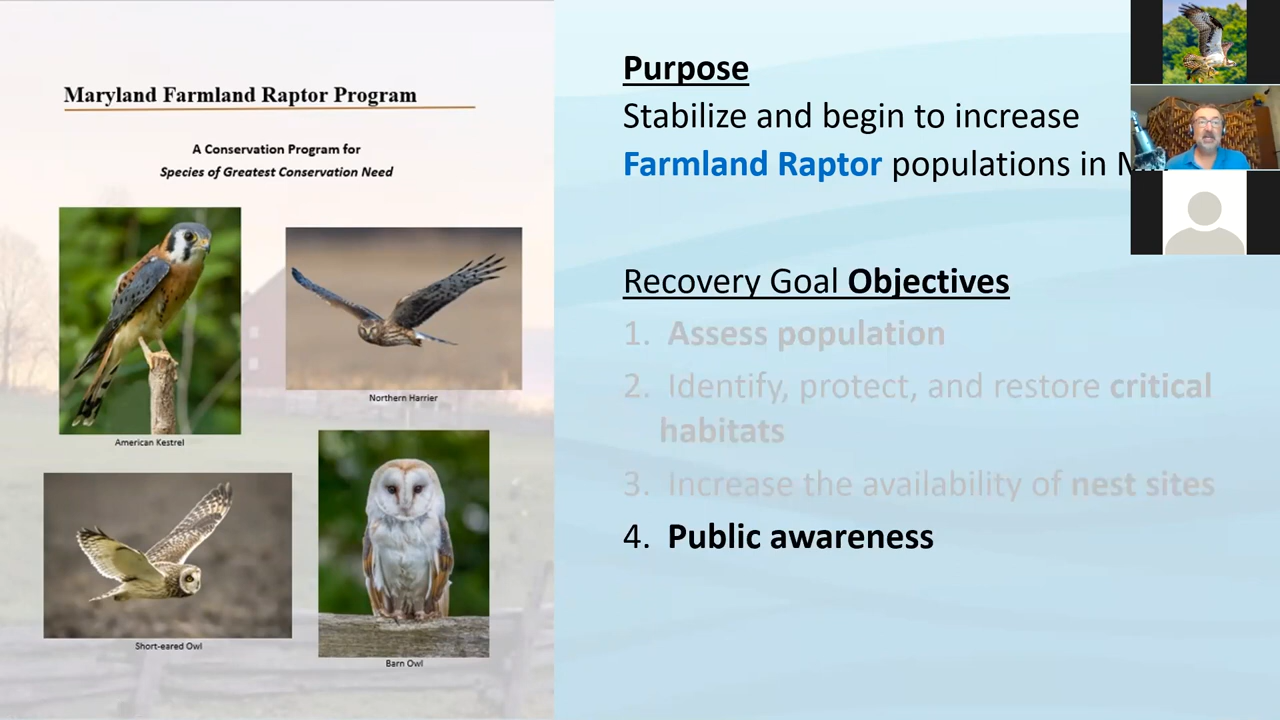 Maryland Farmland Raptor Program
A Conservation Program for
Species of Greatest Conservation Need
American Kestrel
Northern Harrier
Short-eared Owl
Barn Owl
Purpose
Stabilize and begin to increase
Farmland Raptor populations in
Recovery Goal Objectives
1. Assess population
2. Identify, protect, and restore critical
habitats
3. Increase the availability of nest sites
4. Public awareness